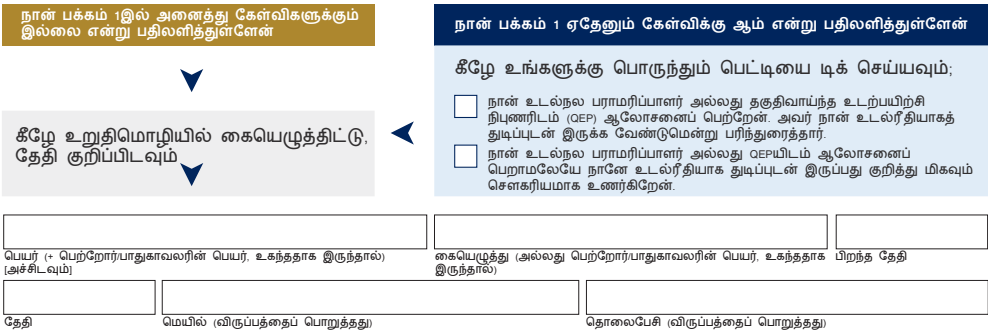 நான் பக்கம் 1இல் அனைத்து கேள்விகளுக்கும்
இல்லை என்று பதிலளித்துள்ளேன்
கீழே உறுதிமொழியில் கையெழுத்திட்டு,
தேதி குறிப்பிடவும்
நான் பக்கம் 1 ஏதேனும் கேள்விக்கு ஆம் என்று பதிலளித்துள்ளேன்
கீழே உங்களுக்கு பொருந்தும் பெட்டியை டிக் செய்யவும்;
நான் உடல்நல பராமரிப்பாளர் அல்லது தகுதிவாய்ந்த உடற்பயிற்சி
நிபுணரிடம் (QEP) ஆலோசனைப் பெற்றேன். அவர் நான் உடல்ரீதியாகத்
துடிப்புடன் இருக்க வேண்டுமென்று பரிந்துரைத்தார்.
நான் உடல்நல பராமரிப்பாளர் அல்லது QEPயிடம் ஆலோசனைப்
பெறாமலேயே நானே உடல்ரீதியாக துடிப்புடன் இருப்பது குறித்து மிகவும்
சௌகரியமாக உணர்கிறேன்.
பெயர் (+ பெற்றோர்/பாதுகாவலரின் பெயர், உகந்ததாக இருந்தால்)
[அச்சிடவும்]
கையெழுத்து (அல்லது பெற்றோர்/பாதுகாவலரின் பெயர், உகந்ததாக
இருந்தால்)
பிறந்த தேதி
தேதி
மெயில் (விருப்பத்தைப் பொறுத்தது)
தொலைபேசி (விருப்பத்தைப் பொறுத்தது)